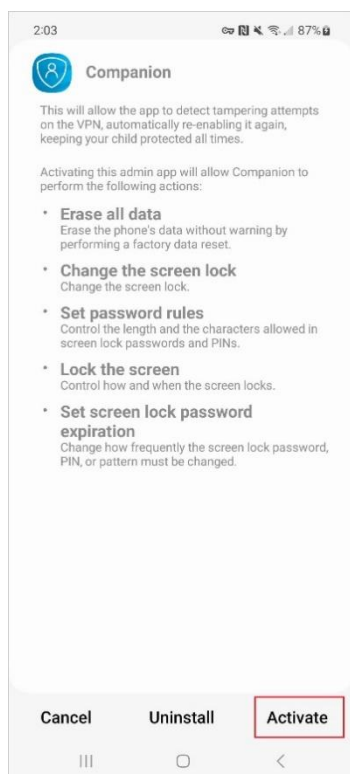 2:03 87%
Companion
This will allow the app to detect tampering attempts
on the VPN, automatically re-enabling it again,
keeping your child protected all times.
Activating this admin app will allow Companion to
perform the following actions:
• Erase all data
Erase the phone's data without warning by
performing a factory data reset.
• Change the screen lock
Change the screen lock.
• Set password rules
Control the length and the characters allowed in
screen lock passwords and PINs.
• Lock the screen
Control how and when the screen locks.
• Set screen lock password
expiration
Change how frequently the screen lock password,
PIN, or pattern must be changed.
Cancel Uninstall Activate